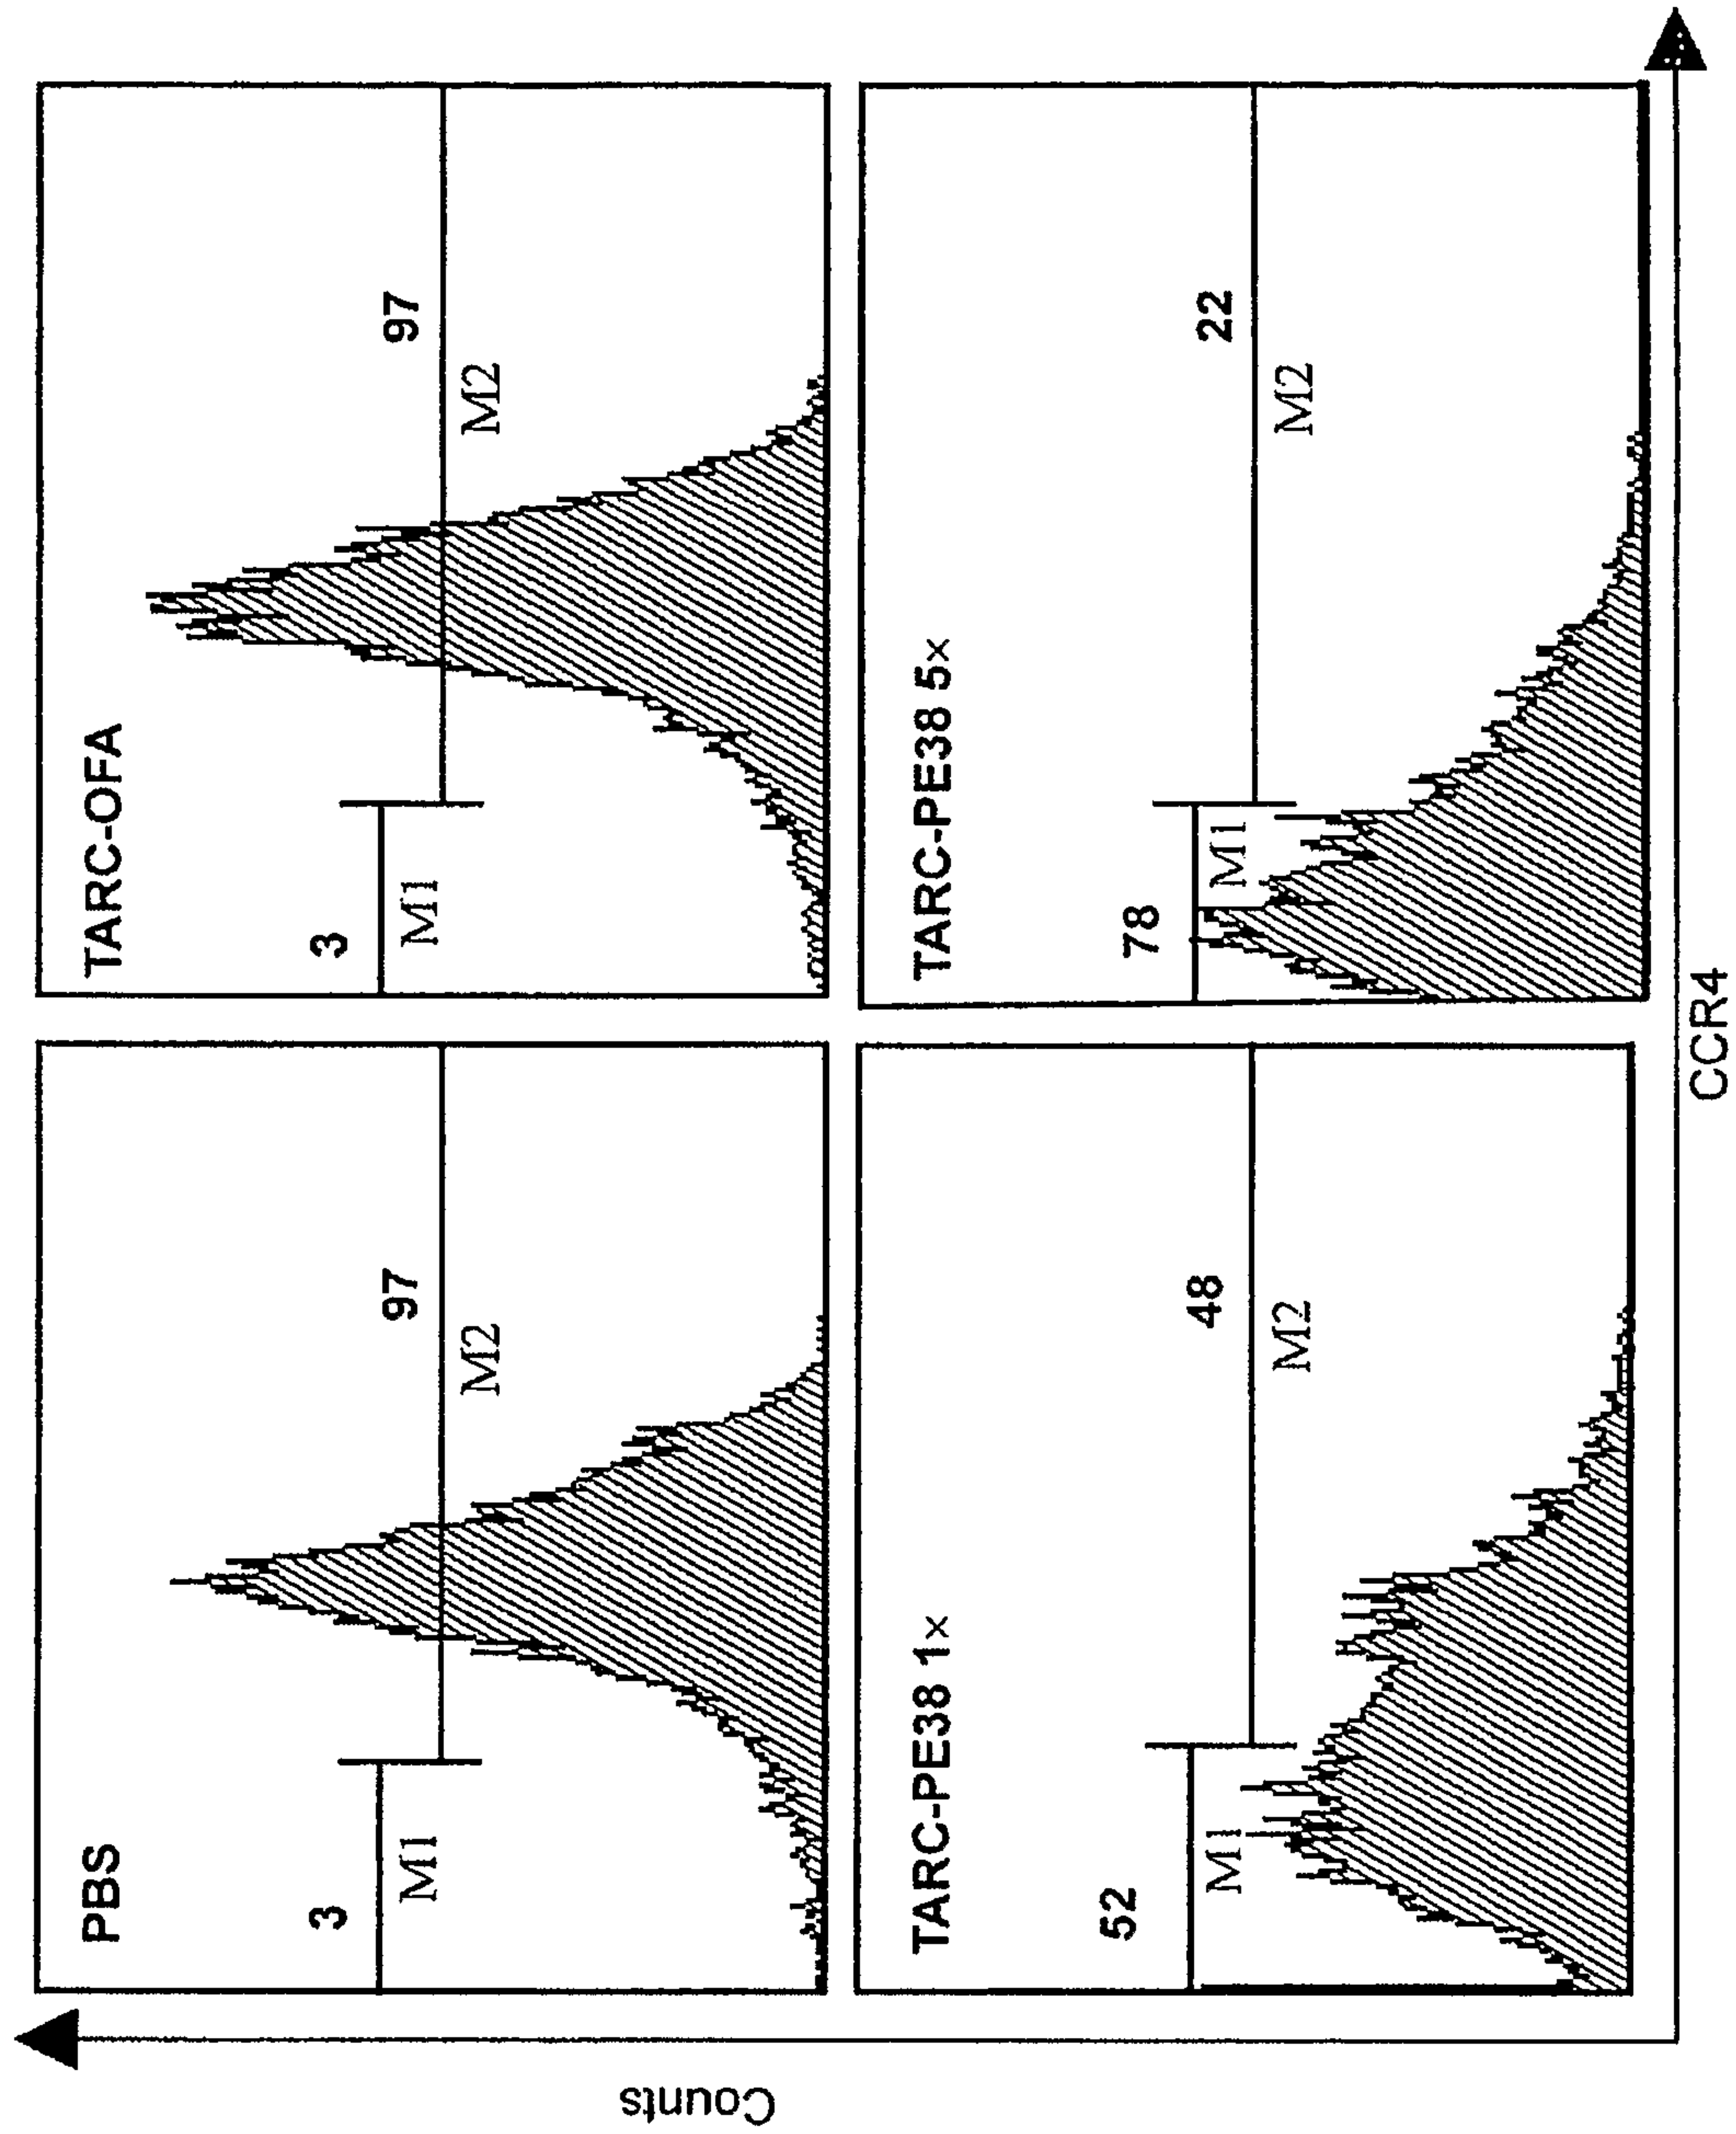 PBS
3
M1
97
M2
TARC-OFA
3
M1
97
M2
TARC-PE38 1×
52
M1
48
M2
TARC-PE38 5×
78
M1
22
M2
Counts
CCR4